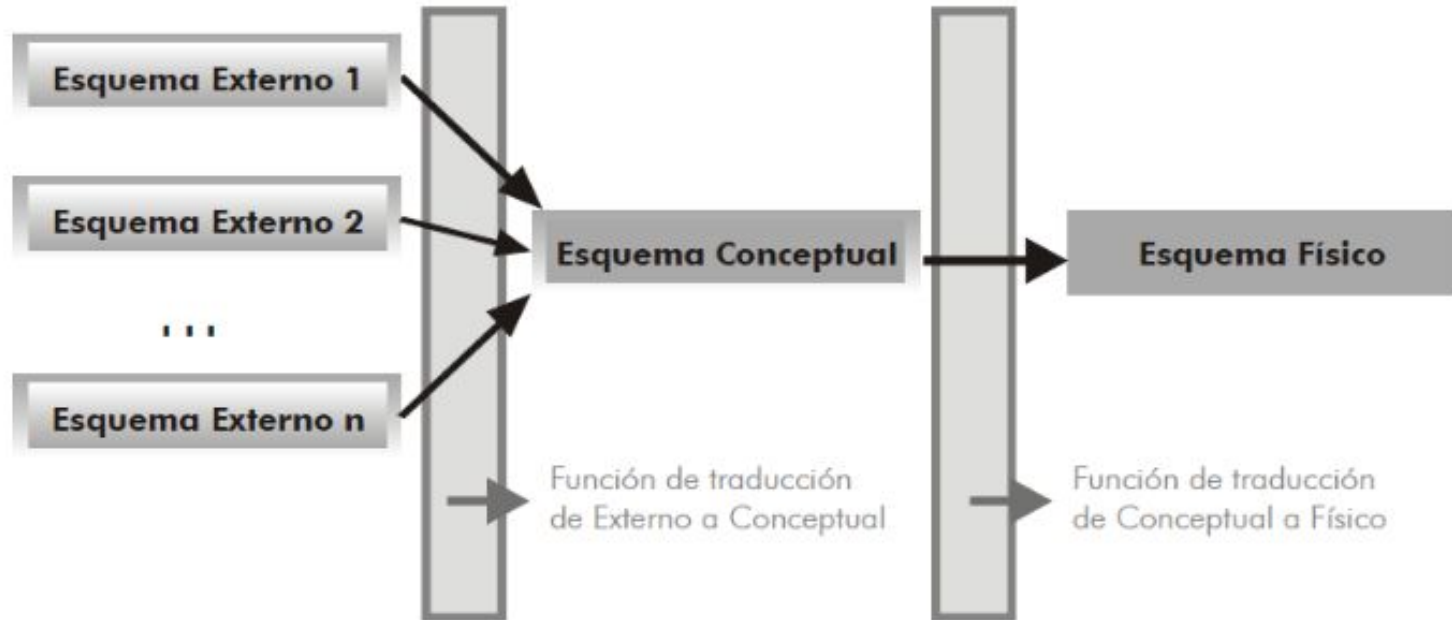 Esquema Externo 1
Esquema Externo 2
...
Esquema Externo n
Esquema Conceptual
Esquema Físico
Función de traducción
de Externo a Conceptual
Función de traducción
de Conceptual a Físico